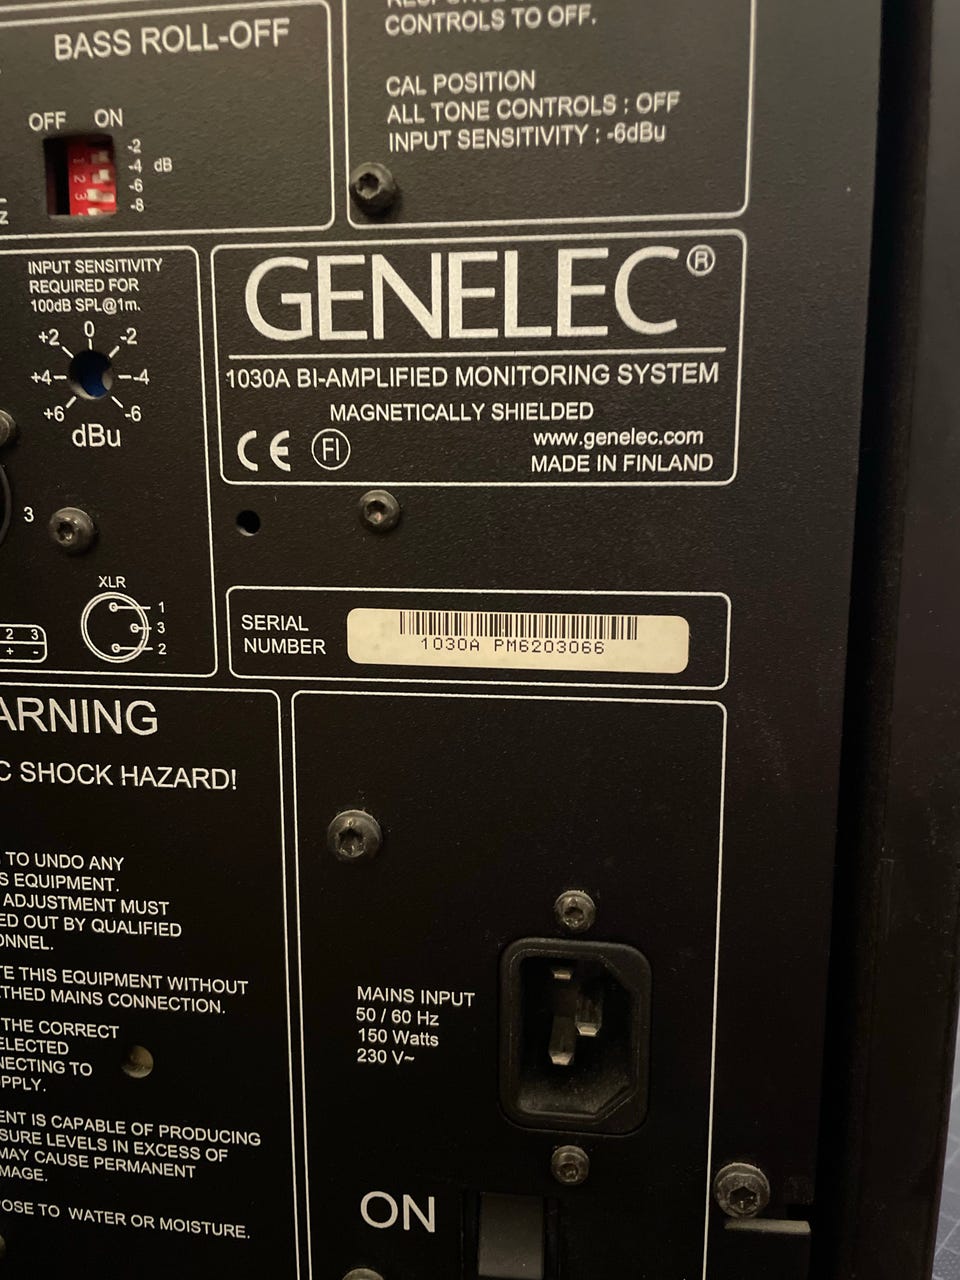 BASS ROLL-OFF
OFF ON
-2
-4 dB
-6
-8
1
2
3
CONTROLS TO OFF.
CAL POSITION
ALL TONE CONTROLS : OFF
INPUT SENSITIVITY : -6dBu
INPUT SENSITIVITY
REQUIRED FOR
100dB SPL@1m.
+2 0 -2
+4 -4
+6 -6
dBu
GENELEC®
1030A BI-AMPLIFIED MONITORING SYSTEM
MAGNETICALLY SHIELDED
CE FI
www.genelec.com
MADE IN FINLAND
3
XLR
1
3
2
2 3
+ -
SERIAL
NUMBER
1030A PM6203066
ARNING
C SHOCK HAZARD!
TO UNDO ANY
S EQUIPMENT.
ADJUSTMENT MUST
ED OUT BY QUALIFIED
ONNEL.
TE THIS EQUIPMENT WITHOUT
THED MAINS CONNECTION.
THE CORRECT
ELECTED
NECTING TO
PPLY.
ENT IS CAPABLE OF PRODUCING
SURE LEVELS IN EXCESS OF
MAY CAUSE PERMANENT
MAGE.
OSE TO WATER OR MOISTURE.
MAINS INPUT
50 / 60 Hz
150 Watts
230 V~
ON